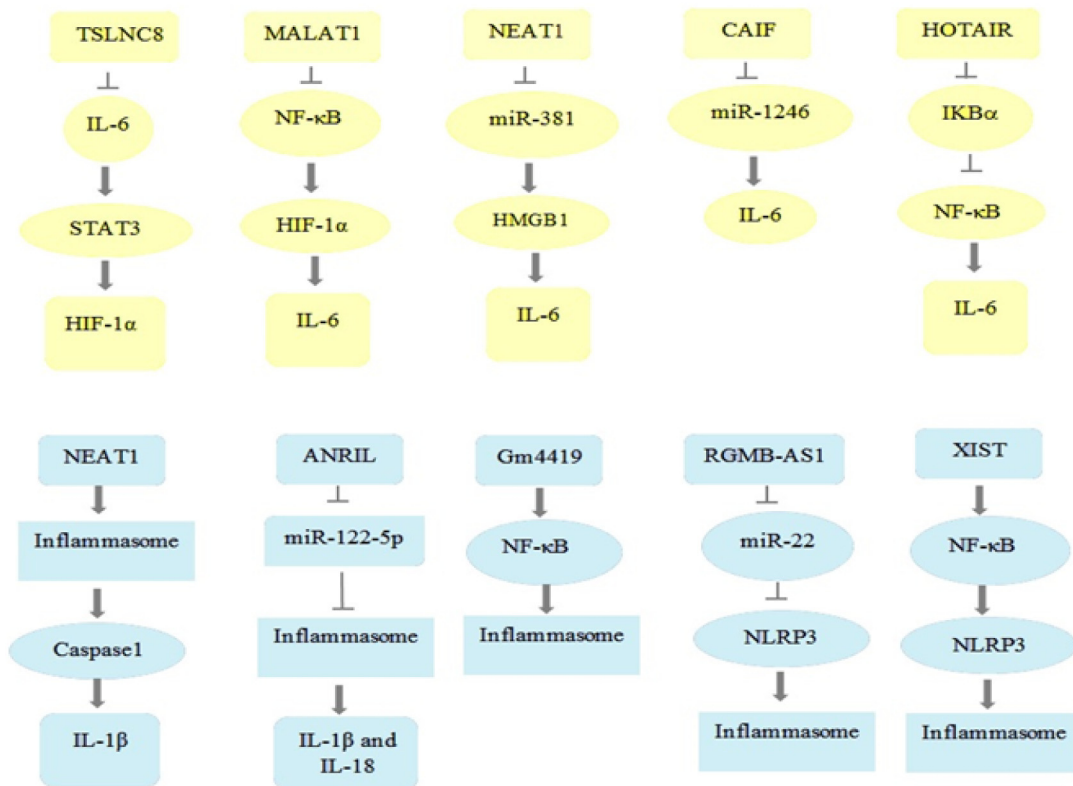 TSLNC8
MALAT1
NEAT1
CAIF
HOTAIR
IL-6
NF-κB
miR-381
miR-1246
IKBα
STAT3
HIF-1α
HMGB1
IL-6
NF-κB
HIF-1α
IL-6
IL-6
IL-6
NEAT1
ANRIL
Gm4419
RGMB-AS1
XIST
Inflammasome
miR-122-5p
NF-κB
miR-22
NF-κB
Caspase1
Inflammasome
Inflammasome
NLRP3
NLRP3
IL-1β
IL-1β and
IL-18
Inflammasome
Inflammasome